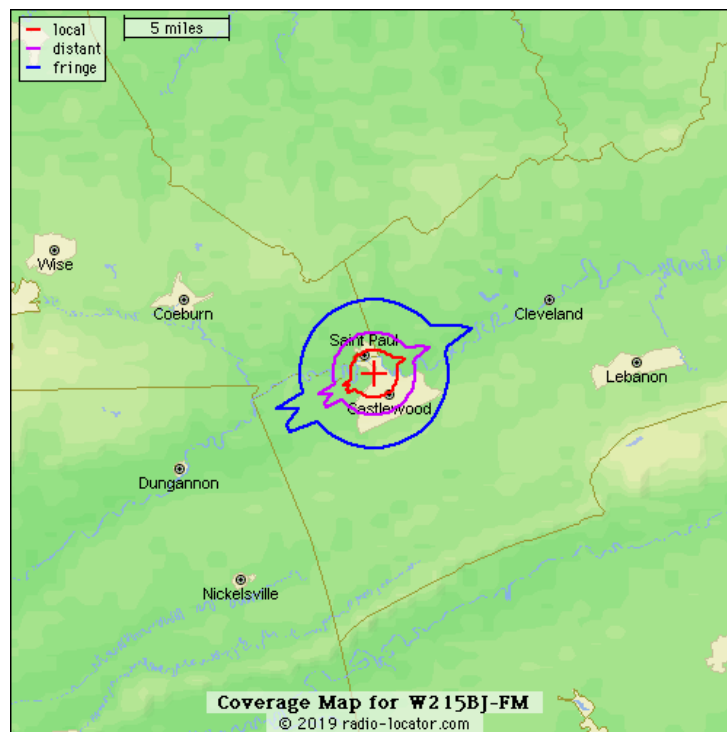 local
distant
fringe
5 miles
Wise
Coeburn
Cleveland
Saint Paul
Lebanon
Castlewood
Dungannon
Nickelsville
Coverage Map for W215BJ-FM
© 2019 radio-locator.com